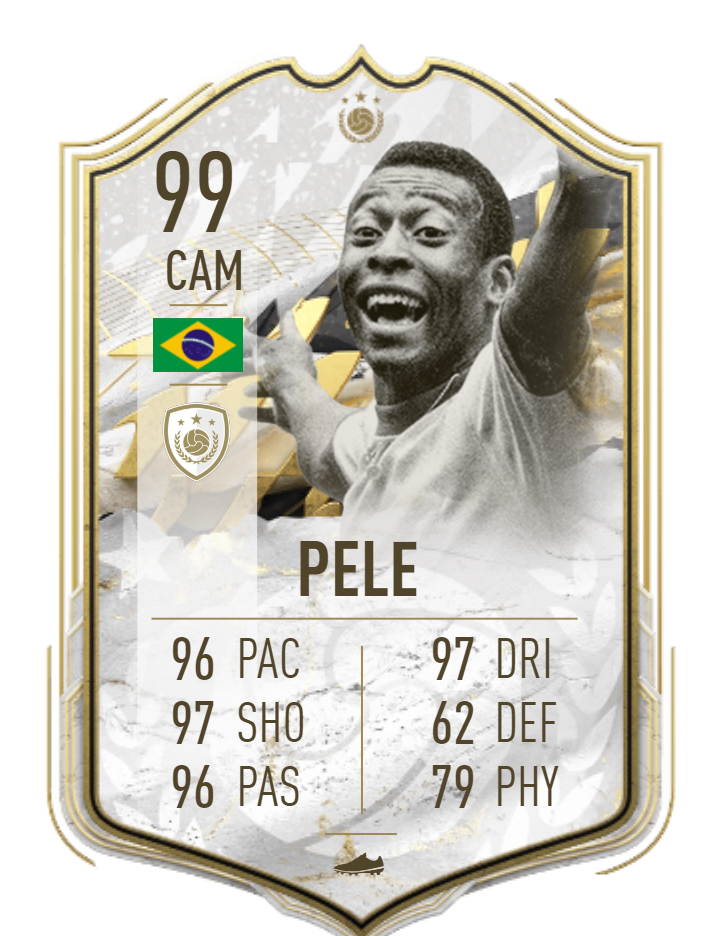 99
CAM
PELE
96 PAC
97 SHO
96 PAS
97 DRI
62 DEF
79 PHY